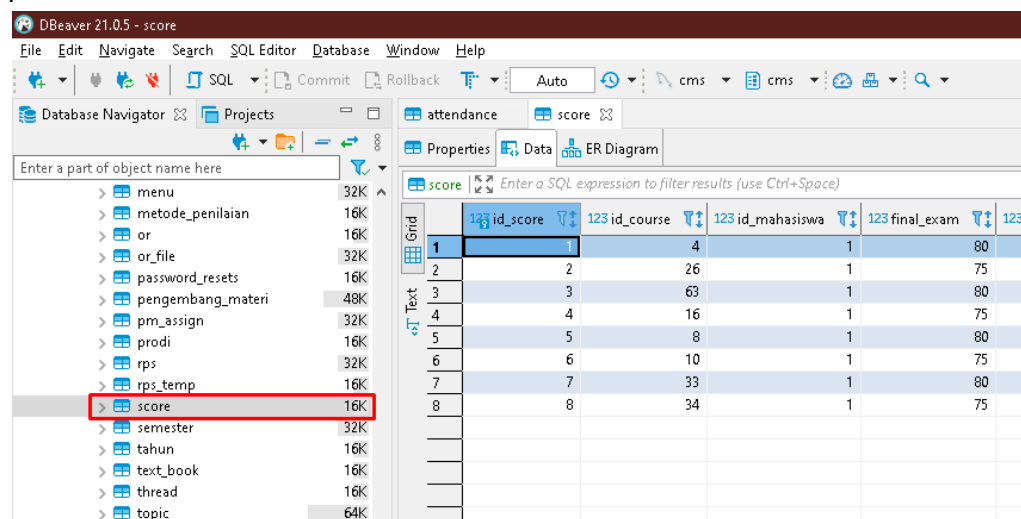 DBeaver 21.0.5 - score
File Edit Navigate Search SQL Editor Database Window Help
SQL Commit Rollback Auto cms cms
Database Navigator Projects
Enter a part of object name here
menu 32K
metode_penilaian 16K
or 16K
or_file 32K
password_resets 16K
pengembang_materi 48K
pm_assign 32K
prodi 16K
rps 32K
rps_temp 16K
score 16K
semester 32K
tahun 16K
text_book 16K
thread 16K
topic 64K
attendance score
Properties Data ER Diagram
score Enter a SQL expression to filter results (use Ctrl+Space)
Grid
Text
123 id_score 123 id_course 123 id_mahasiswa 123 final_exam 123
1 1 4 1 80
2 2 26 1 75
3 3 63 1 80
4 4 16 1 75
5 5 8 1 80
6 6 10 1 75
7 7 33 1 80
8 8 34 1 75